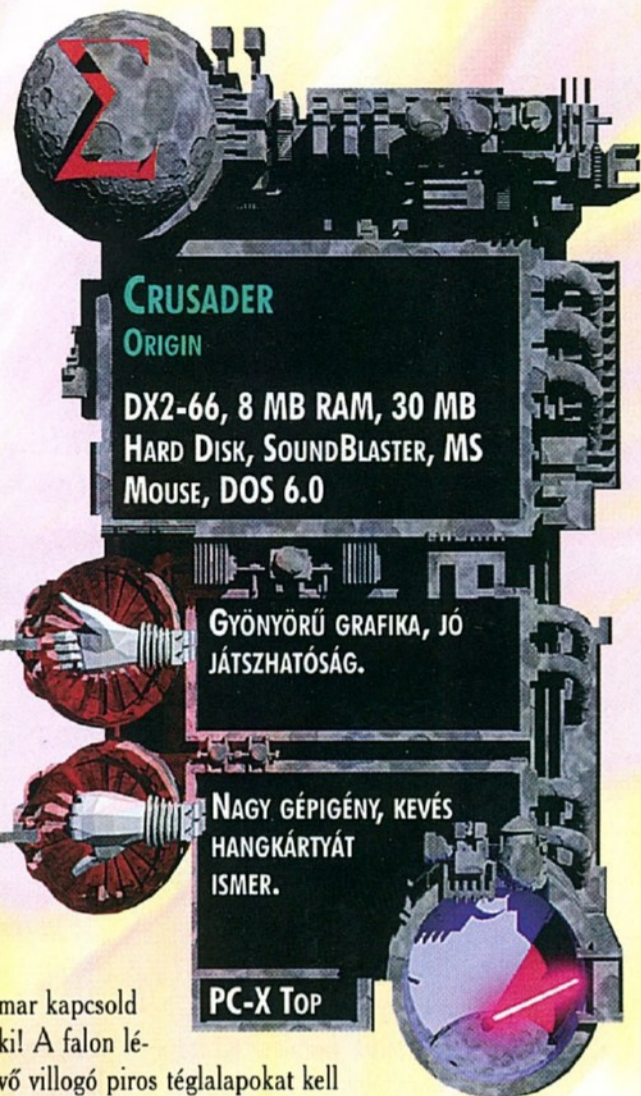 Σ
CRUSADER
ORIGIN
DX2-66, 8 MB RAM, 30 MB
HARD DISK, SOUNDBLASTER, MS
MOUSE, DOS 6.0
GYÖNYÖRŰ GRAFIKA, JÓ
JÁTSZHATÓSÁG.
NAGY GÉPIGÉNY, KEVÉS
HANGKÁRTYÁT
ISMER.
PC-X TOP
mar kapcsold
ki! A falon lé-
vő villogó piros téglalapokat kell